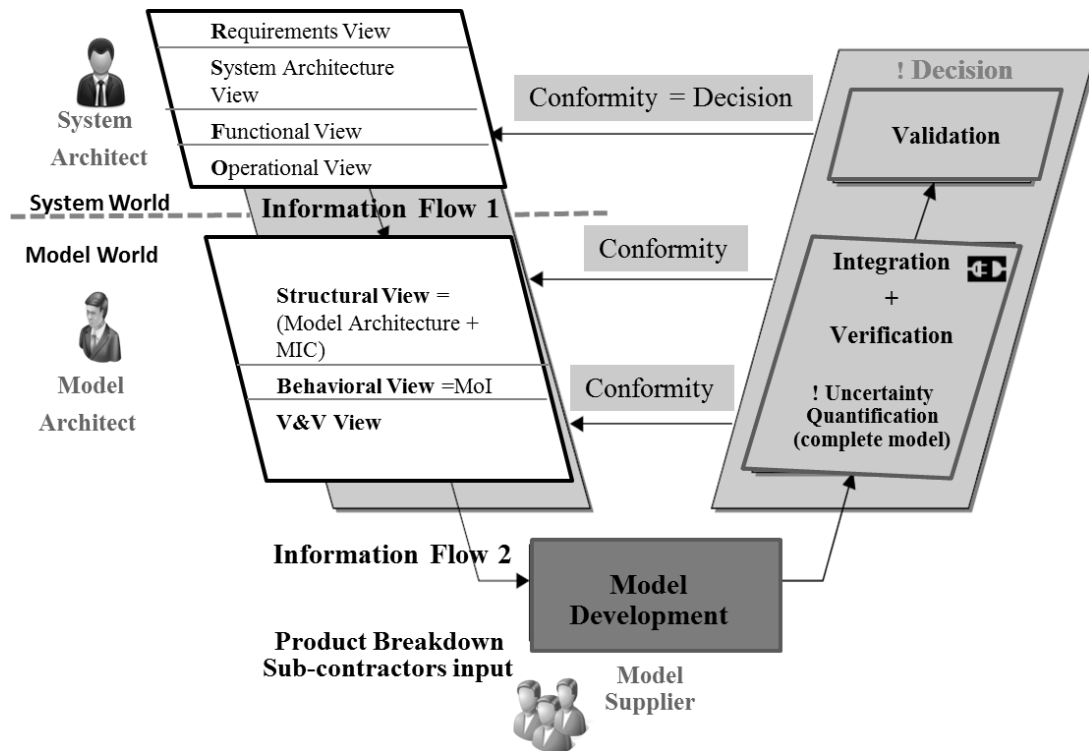 Requirements View
System Architecture
View
Functional View
Operational View
System
Architect
System World
Information Flow 1
Model World
Structural View =
(Model Architecture +
MIC)
Behavioral View =MoI
V&V View
Model
Architect
Conformity = Decision
Conformity
Conformity
! Decision
Validation
Integration
+
Verification
! Uncertainty
Quantification
(complete model)
Information Flow 2
Model
Development
Product Breakdown
Sub-contractors input
Model
Supplier